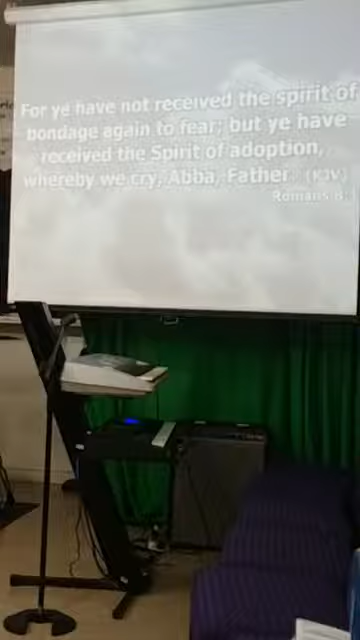 For ye have not received the spirit of
bondage again to fear; but ye have
received the Spirit of adoption,
whereby we cry, Abba, Father. (KJV)
Romans 8: